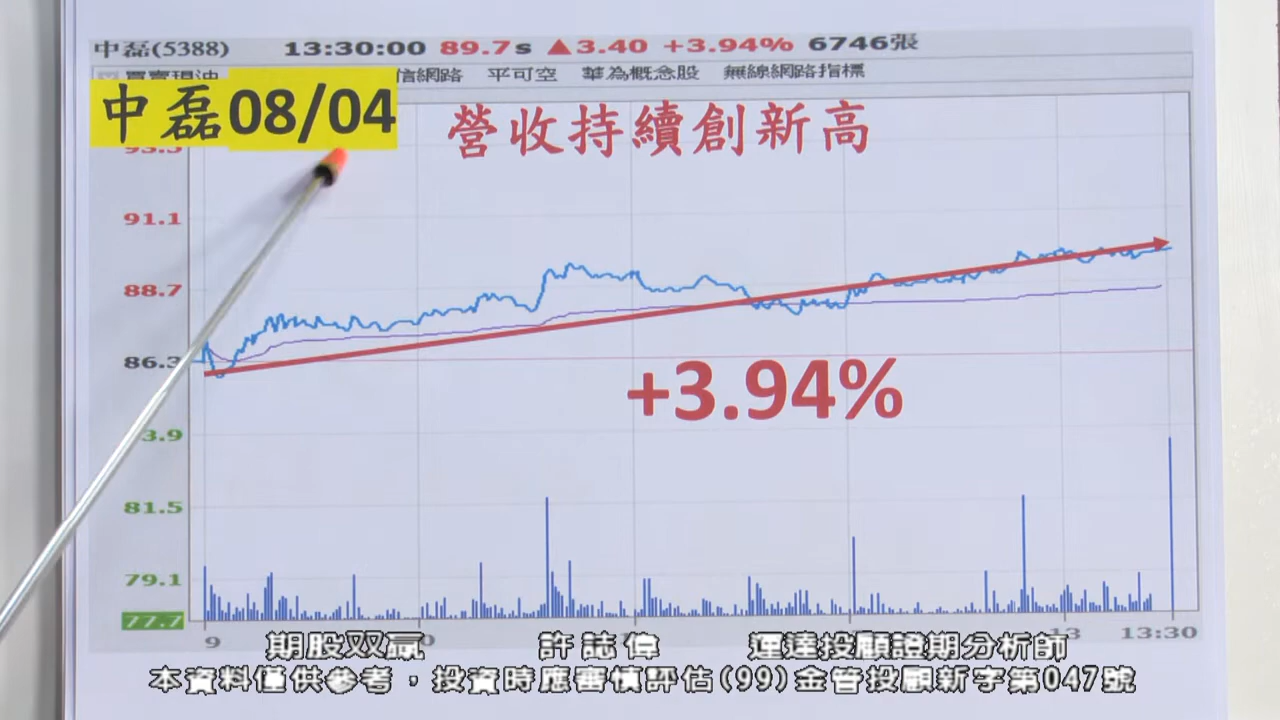 中磊(5388) 13:30:00 89.7s ▲3.40 +3.94% 6746張
信網路 平可空 華為概念股 無線網路指標
中磊08/04
營收持續創新高
91.1
88.7
86.3
+3.94%
3.9
81.5
79.1
77.7
9 13 13:30
期股双贏 許誌偉 運達投顧證期分析師
本資料僅供參考，投資時應審慎評估(99)金管投顧新字第047號